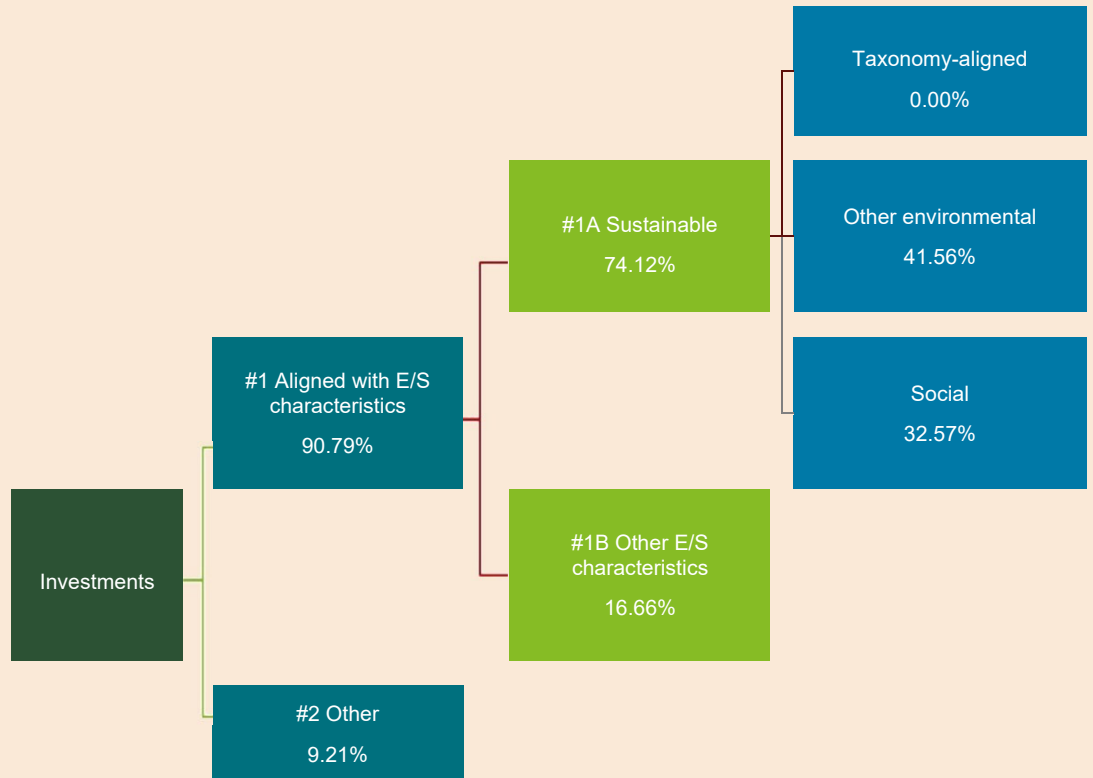 Taxonomy-aligned
0.00%
#1A Sustainable
74.12%
Other environmental
41.56%
#1 Aligned with E/S
characteristics
90.79%
Social
32.57%
Investments
#1B Other E/S
characteristics
16.66%
#2 Other
9.21%